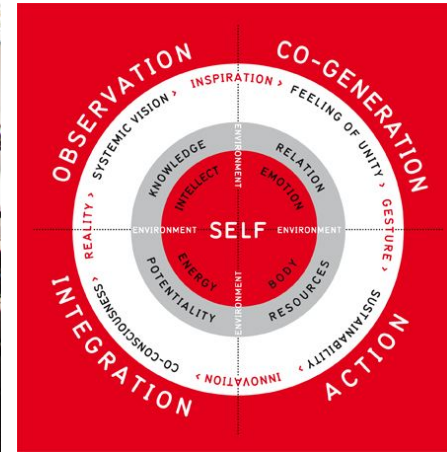 OBSERVATION
CO-GENERATION
INSPIRATION >
SYSTEMIC VISION >
FEELING OF UNITY >
REALITY >
GESTURE >
KNOWLEDGE
RELATION
INTELLECT
EMOTION
ENVIRONMENT
ENVIRONMENT
SELF
ENVIRONMENT
ENVIRONMENT
ENERGY
BODY
POTENTIALITY
RESOURCES
CO-CONSCIOUSNESS >
SUSTAINABILITY >
INNOVATION >
INTEGRATION
ACTION